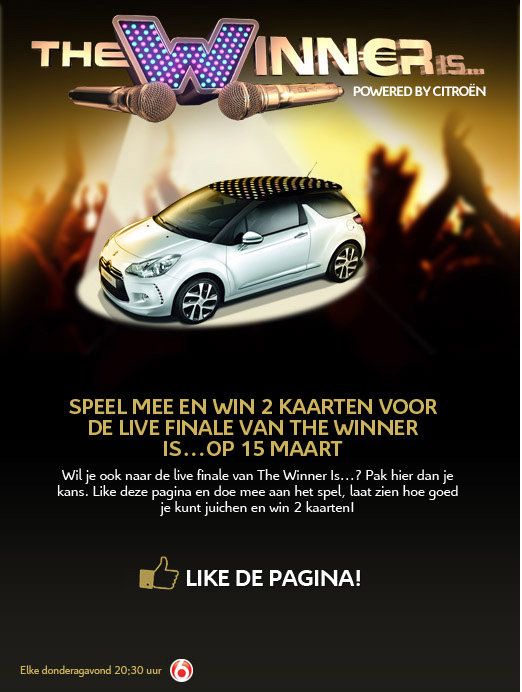 THE WINN€R IS...
POWERED BY CITROËN
SPEEL MEE EN WIN 2 KAARTEN VOOR
DE LIVE FINALE VAN THE WINNER
IS...OP 15 MAART
Wil je ook naar de live finale van The Winner Is...? Pak hier dan je
kans. Like deze pagina en doe mee aan het spel, laat zien hoe goed
je kunt juichen en win 2 kaarten!
LIKE DE PAGINA!
Elke donderagavond 20:30 uur 6